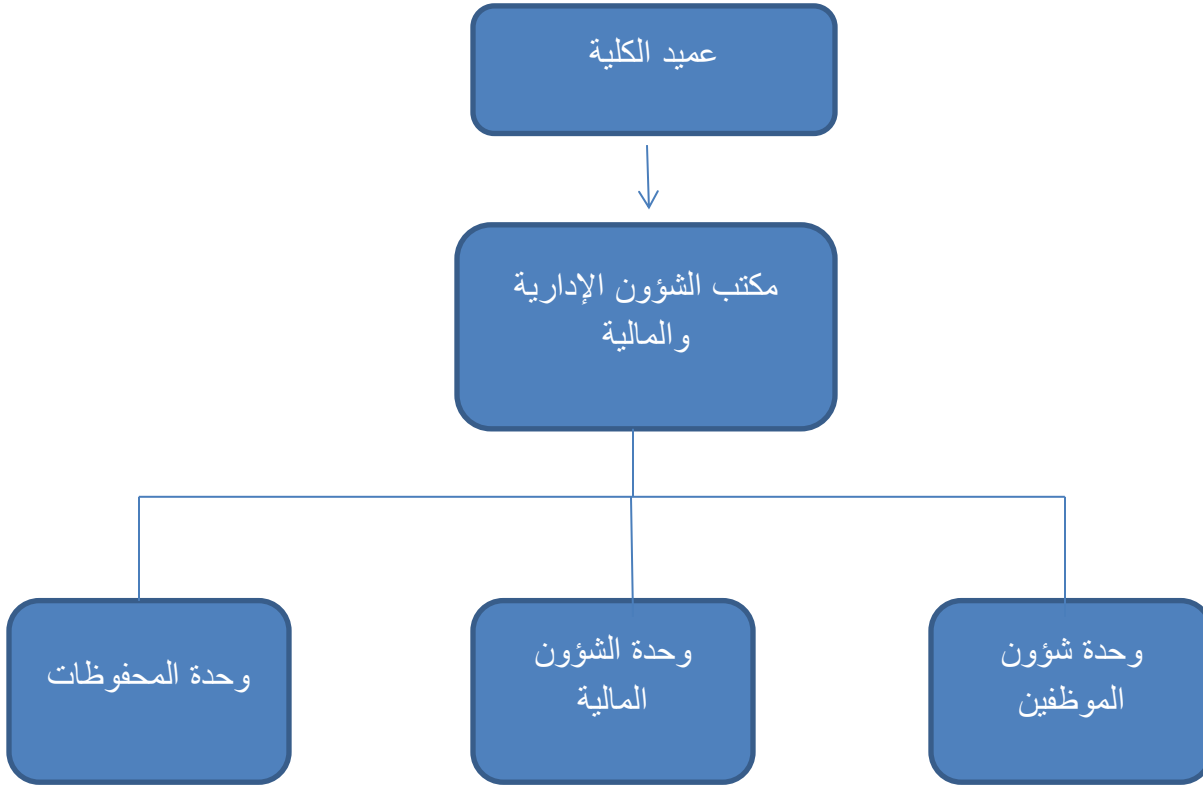 عميد الكلية
مكتب الشؤون الإدارية
والمالية
وحدة شؤون
الموظفين
وحدة الشؤون
المالية
وحدة المحفوظات